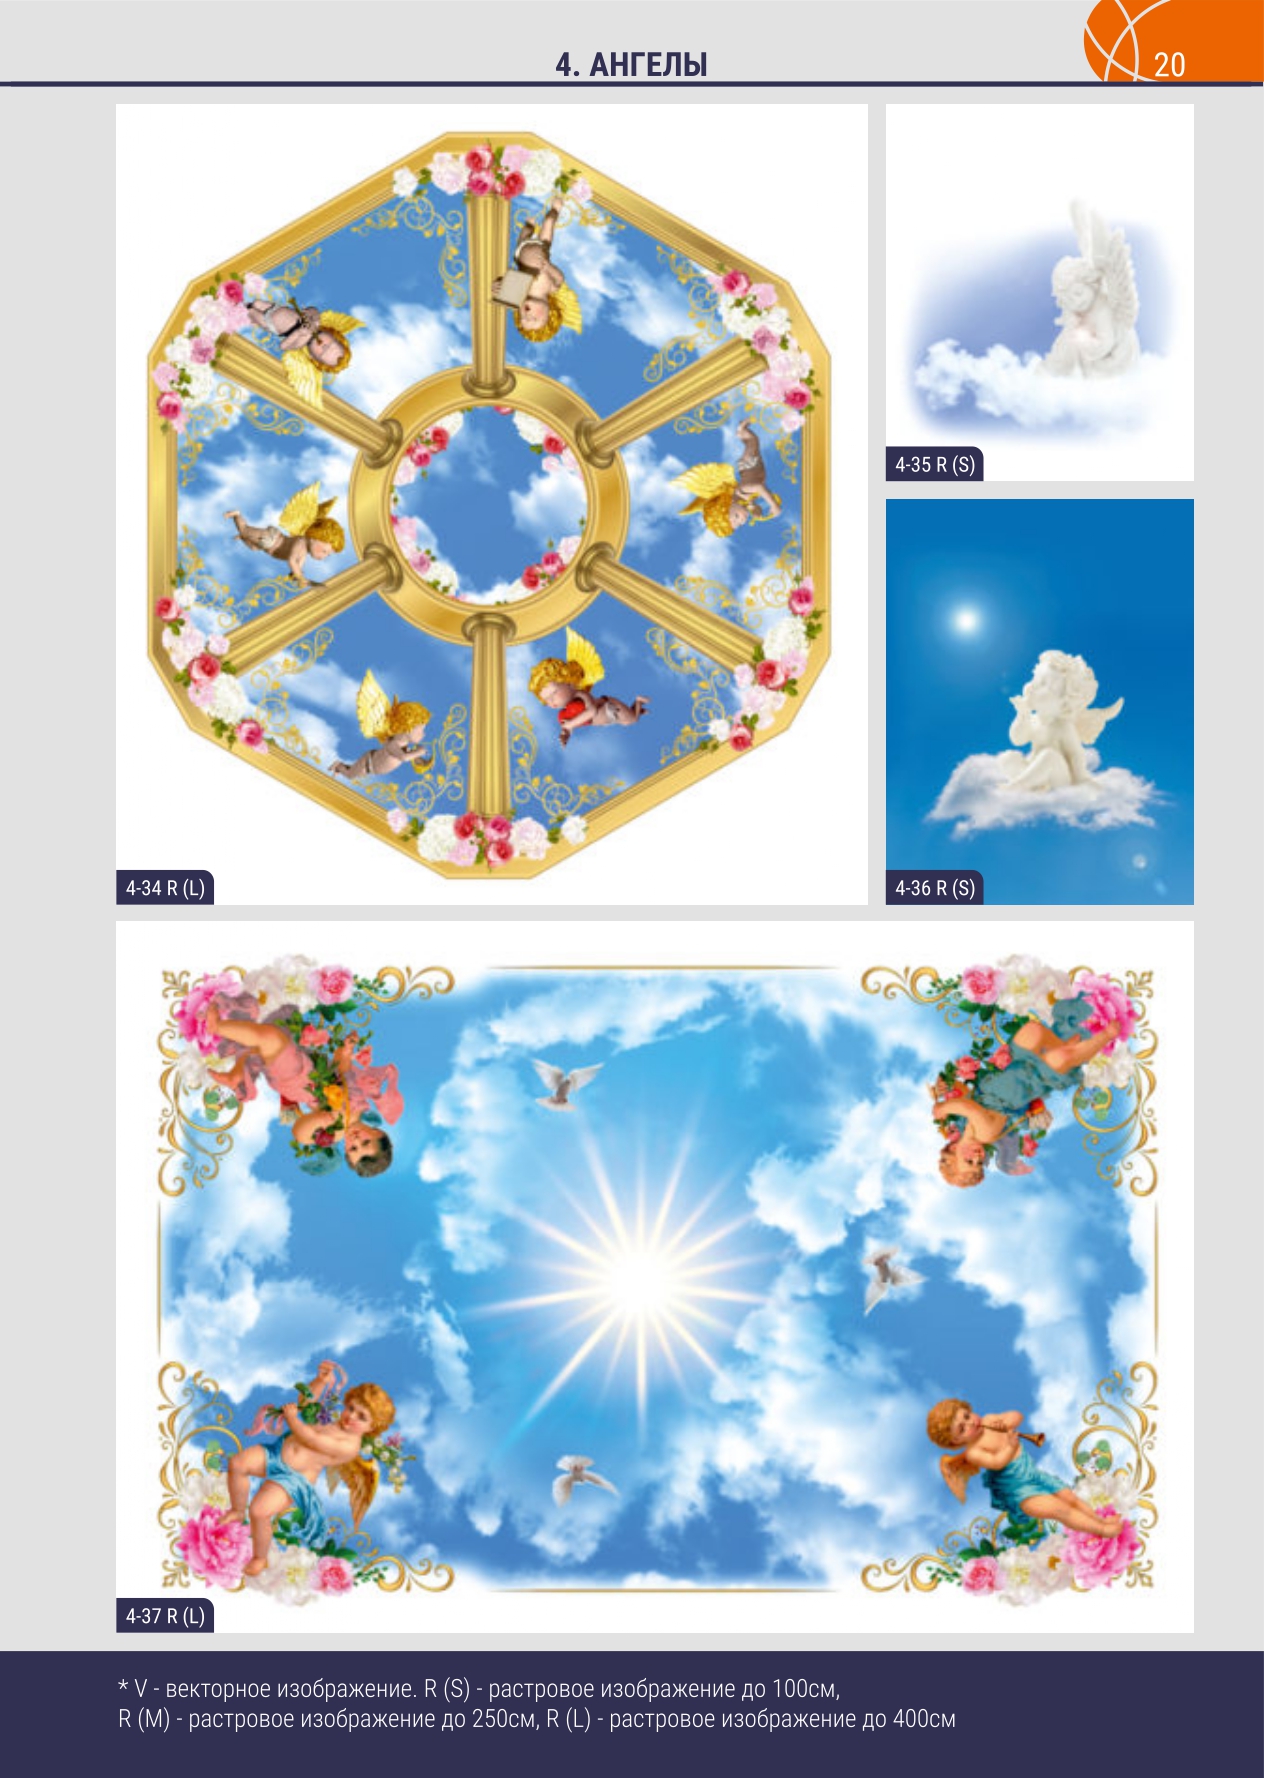 4. АНГЕЛЫ
20
4-34 R (L)
4-35 R (S)
4-36 R (S)
4-37 R (L)
* V - векторное изображение. R (S) - растровое изображение до 100см,
R (M) - растровое изображение до 250см, R (L) - растровое изображение до 400см